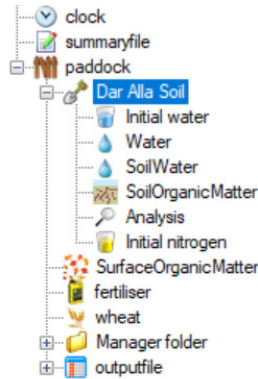 clock
summaryfile
paddock
Dar Alla Soil
Initial water
Water
SoilWater
SoilOrganicMatter
Analysis
Initial nitrogen
SurfaceOrganicMatter
fertiliser
wheat
Manager folder
outputfile